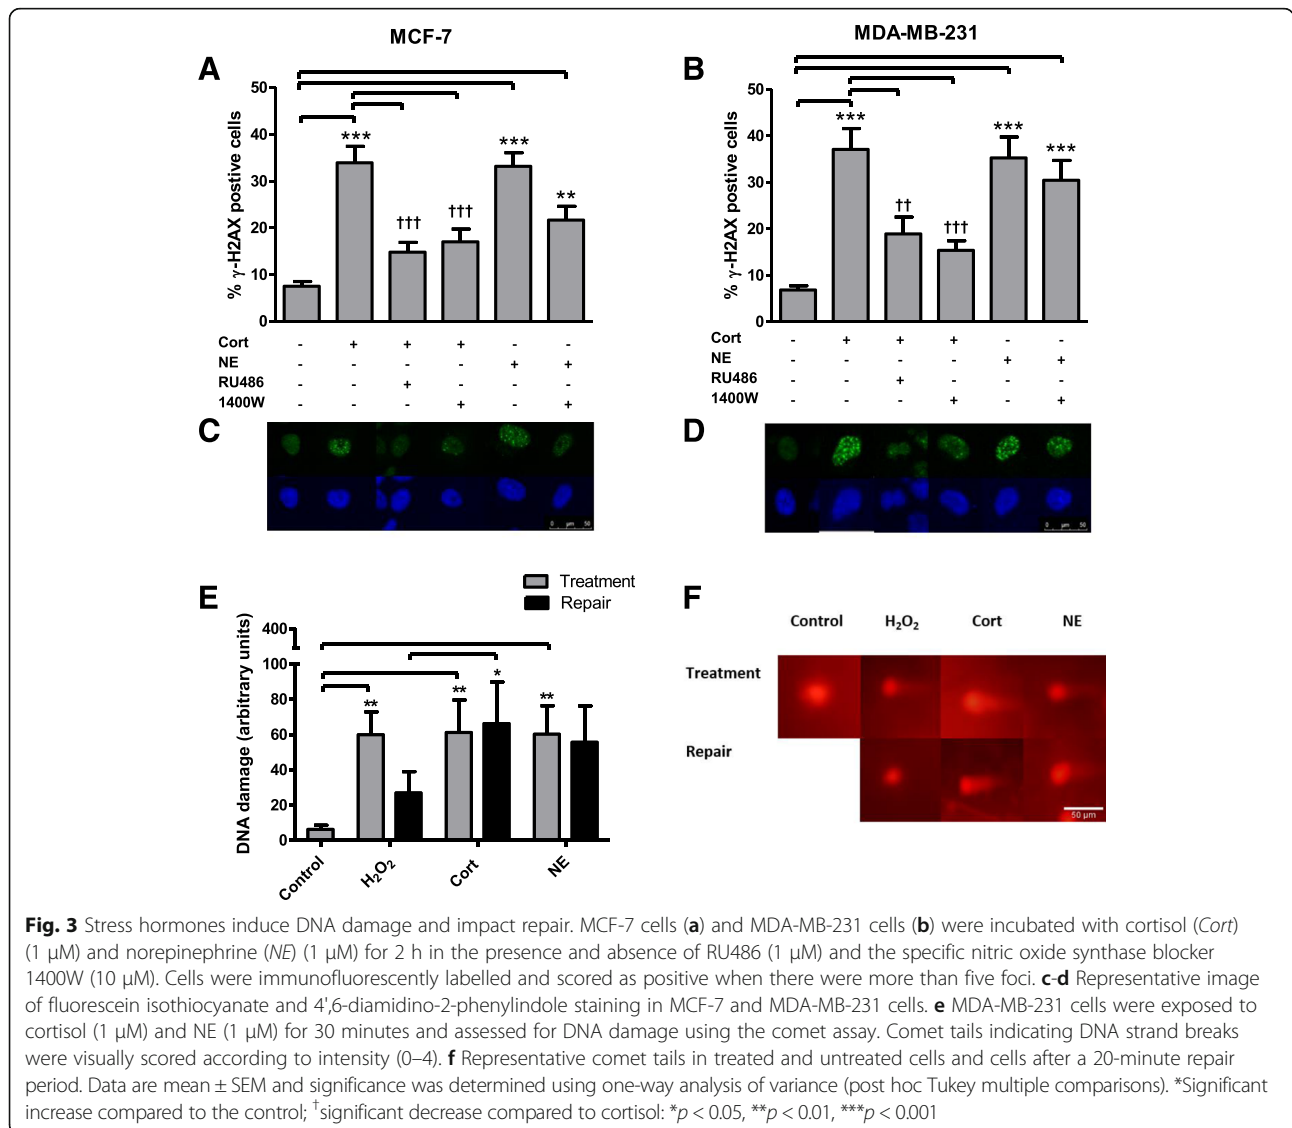 MCF-7
MDA-MB-231
A
B
% γ-H2AX postive cells
50
40
30
20
10
0
***
†††
†††
***
**
% γ-H2AX postive cells
50
40
30
20
10
0
***
††
†††
***
***
Cort - + + + - -
NE - - - - + +
RU486 - - + - - -
1400W - - - + - +
Cort - + + + - -
NE - - - - + +
RU486 - - + - - -
1400W - - - + - +
C
D
0 µm 50
0 µm 50
E
Treatment
Repair
DNA damage (arbitrary units)
400
100
80
60
40
20
0
**
**
*
**
Control
H₂O₂
Cort
NE
F
Control H₂O₂ Cort NE
Treatment
Repair
50 µm
Fig. 3 Stress hormones induce DNA damage and impact repair. MCF-7 cells (a) and MDA-MB-231 cells (b) were incubated with cortisol (Cort)
(1 μM) and norepinephrine (NE) (1 μM) for 2 h in the presence and absence of RU486 (1 μM) and the specific nitric oxide synthase blocker
1400W (10 μM). Cells were immunofluorescently labelled and scored as positive when there were more than five foci. c-d Representative image
of fluorescein isothiocyanate and 4',6-diamidino-2-phenylindole staining in MCF-7 and MDA-MB-231 cells. e MDA-MB-231 cells were exposed to
cortisol (1 μM) and NE (1 μM) for 30 minutes and assessed for DNA damage using the comet assay. Comet tails indicating DNA strand breaks
were visually scored according to intensity (0–4). f Representative comet tails in treated and untreated cells and cells after a 20-minute repair
period. Data are mean ± SEM and significance was determined using one-way analysis of variance (post hoc Tukey multiple comparisons). *Significant
increase compared to the control; †significant decrease compared to cortisol: *p < 0.05, **p < 0.01, ***p < 0.001